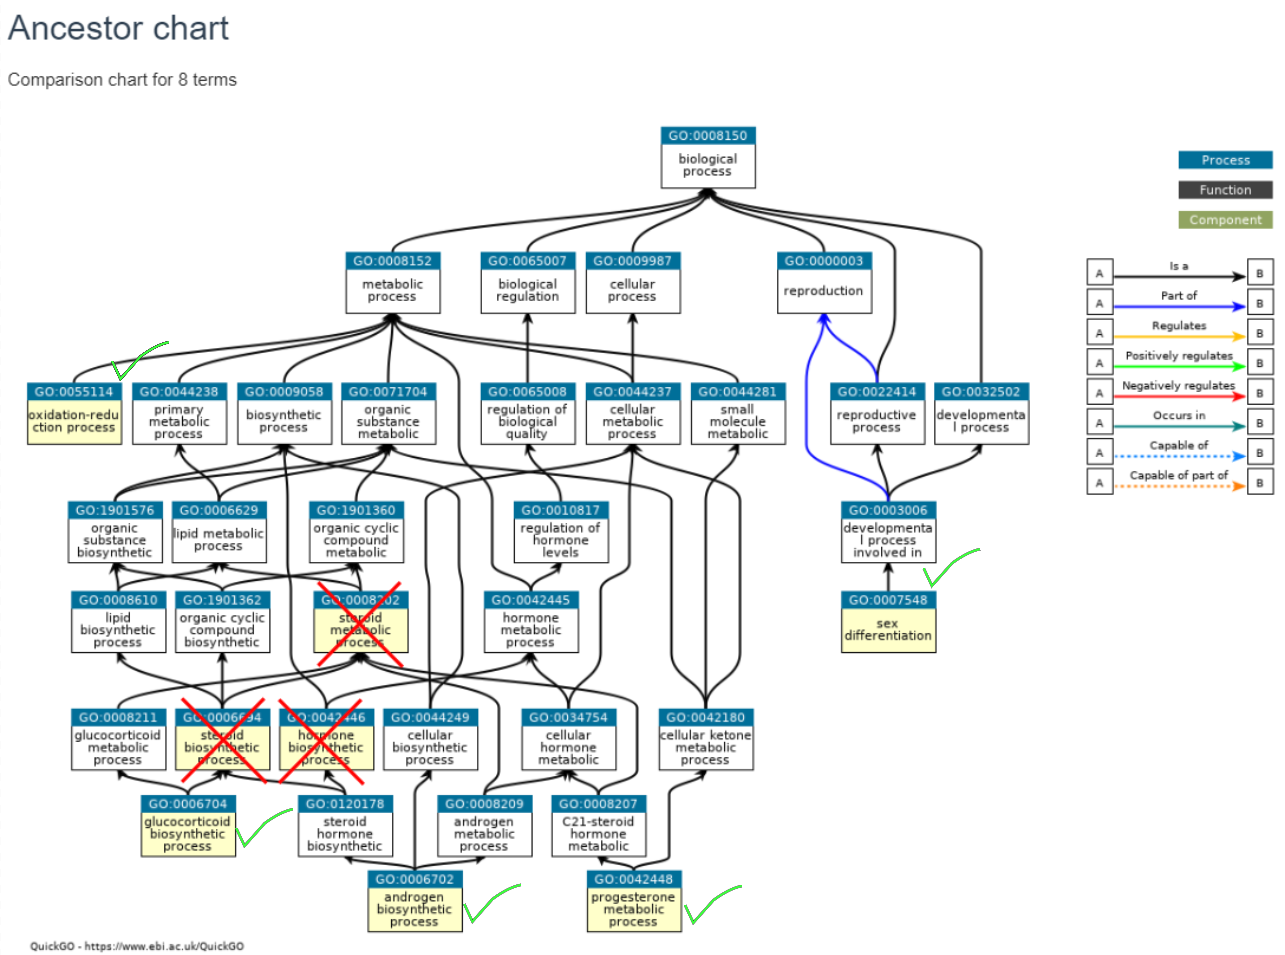 Ancestor chart
Comparison chart for 8 terms
GO:0008150
biological
process
Process
Function
Component
GO:0008152
metabolic
process
GO:0065007
biological
regulation
GO:0009987
cellular
process
GO:0000003
reproduction
A
Is a
B
A
Part of
B
A
Regulates
B
A
Positively regulates
B
A
Negatively regulates
B
A
Occurs in
B
A
Capable of
B
A
Capable of part of
B
GO:0055114
oxidation-redu
ction process
GO:0044238
primary
metabolic
process
GO:0009058
biosynthetic
process
GO:0071704
organic
substance
metabolic
GO:0065008
regulation of
biological
quality
GO:0044237
cellular
metabolic
process
GO:0044281
small
molecule
metabolic
GO:0022414
reproductive
process
GO:0032502
developmenta
l process
GO:1901576
organic
substance
biosynthetic
GO:0006629
lipid metabolic
process
GO:1901360
organic cyclic
compound
metabolic
GO:0010817
regulation of
hormone
levels
GO:0003006
developmenta
l process
involved in
GO:0008610
lipid
biosynthetic
process
GO:1901362
organic cyclic
compound
biosynthetic
GO:0008202
steroid
metabolic
process
GO:0042445
hormone
metabolic
process
GO:0007548
sex
differentiation
GO:0008211
glucocorticoid
metabolic
process
GO:0006694
steroid
biosynthetic
process
GO:0042446
hormone
biosynthetic
process
GO:0044249
cellular
biosynthetic
process
GO:0034754
cellular
hormone
metabolic
GO:0042180
cellular ketone
metabolic
process
GO:0006704
glucocorticoid
biosynthetic
process
GO:0120178
steroid
hormone
biosynthetic
GO:0008209
androgen
metabolic
process
GO:0008207
C21-steroid
hormone
metabolic
GO:0006702
androgen
biosynthetic
process
GO:0042448
progesterone
metabolic
process
QuickGO - https://www.ebi.ac.uk/QuickGO